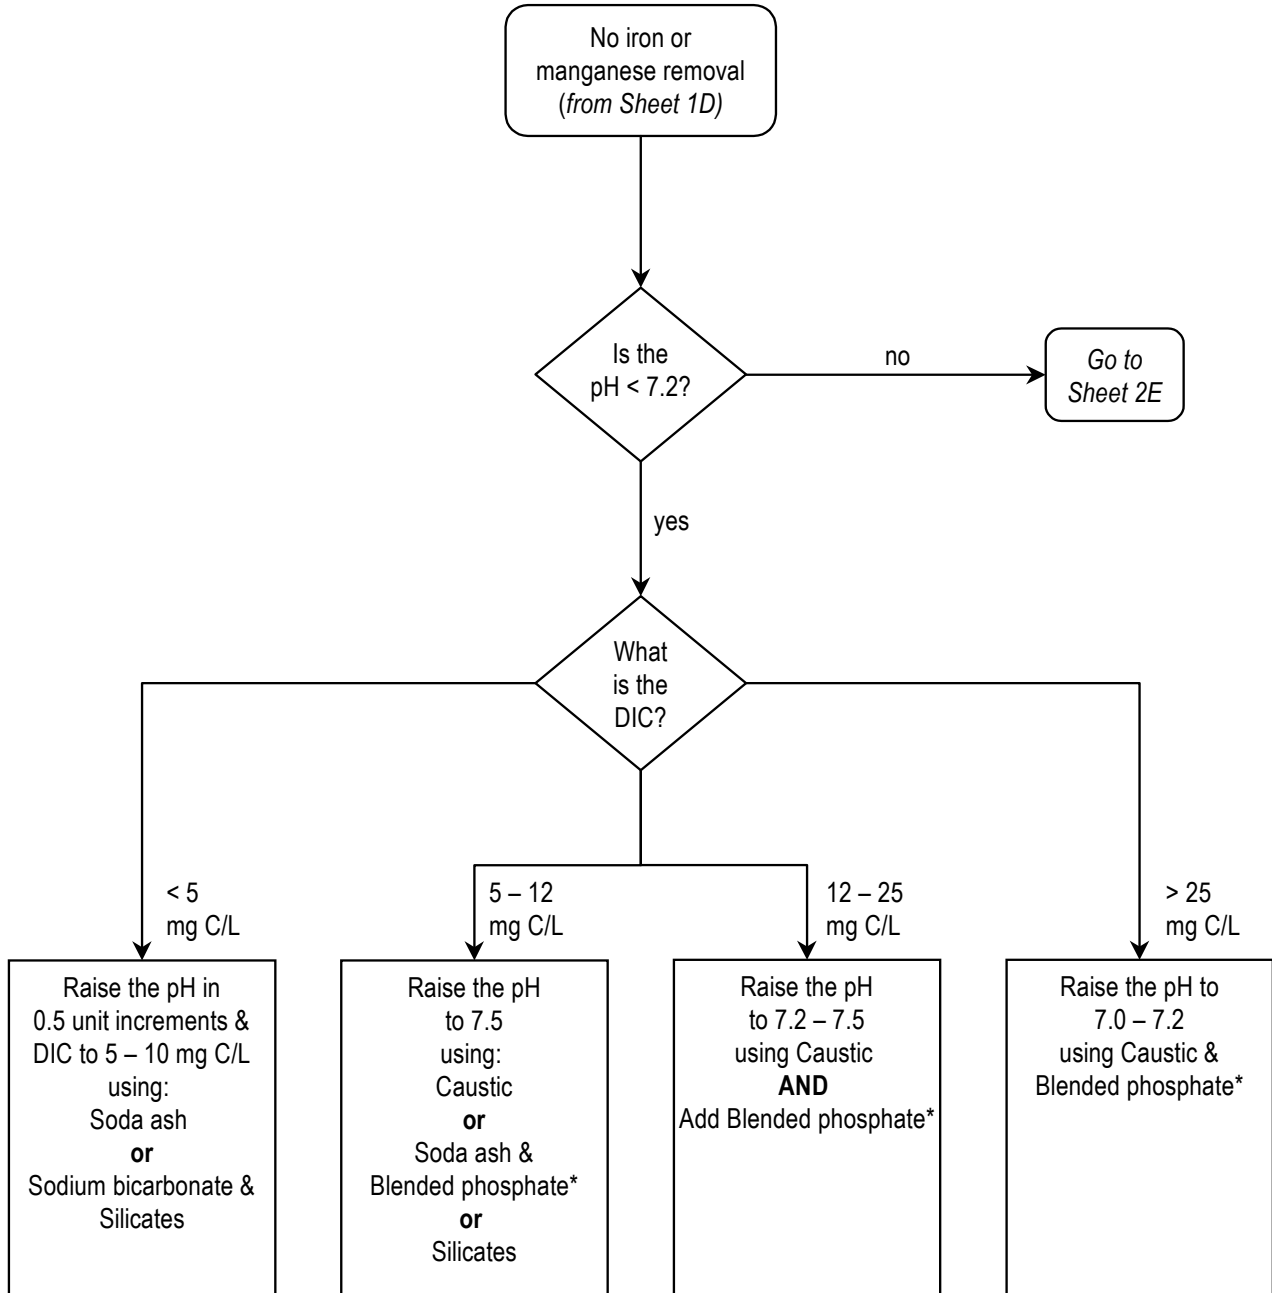 No iron or
manganese removal
(from Sheet 1D)
Is the
pH < 7.2?
no
Go to
Sheet 2E
yes
What
is the
DIC?
< 5
mg C/L
5 – 12
mg C/L
12 – 25
mg C/L
> 25
mg C/L
Raise the pH in
0.5 unit increments &
DIC to 5 – 10 mg C/L
using:
Soda ash
or
Sodium bicarbonate &
Silicates
Raise the pH
to 7.5
using:
Caustic
or
Soda ash &
Blended phosphate*
or
Silicates
Raise the pH
to 7.2 – 7.5
using Caustic
AND
Add Blended phosphate*
Raise the pH to
7.0 – 7.2
using Caustic &
Blended phosphate*